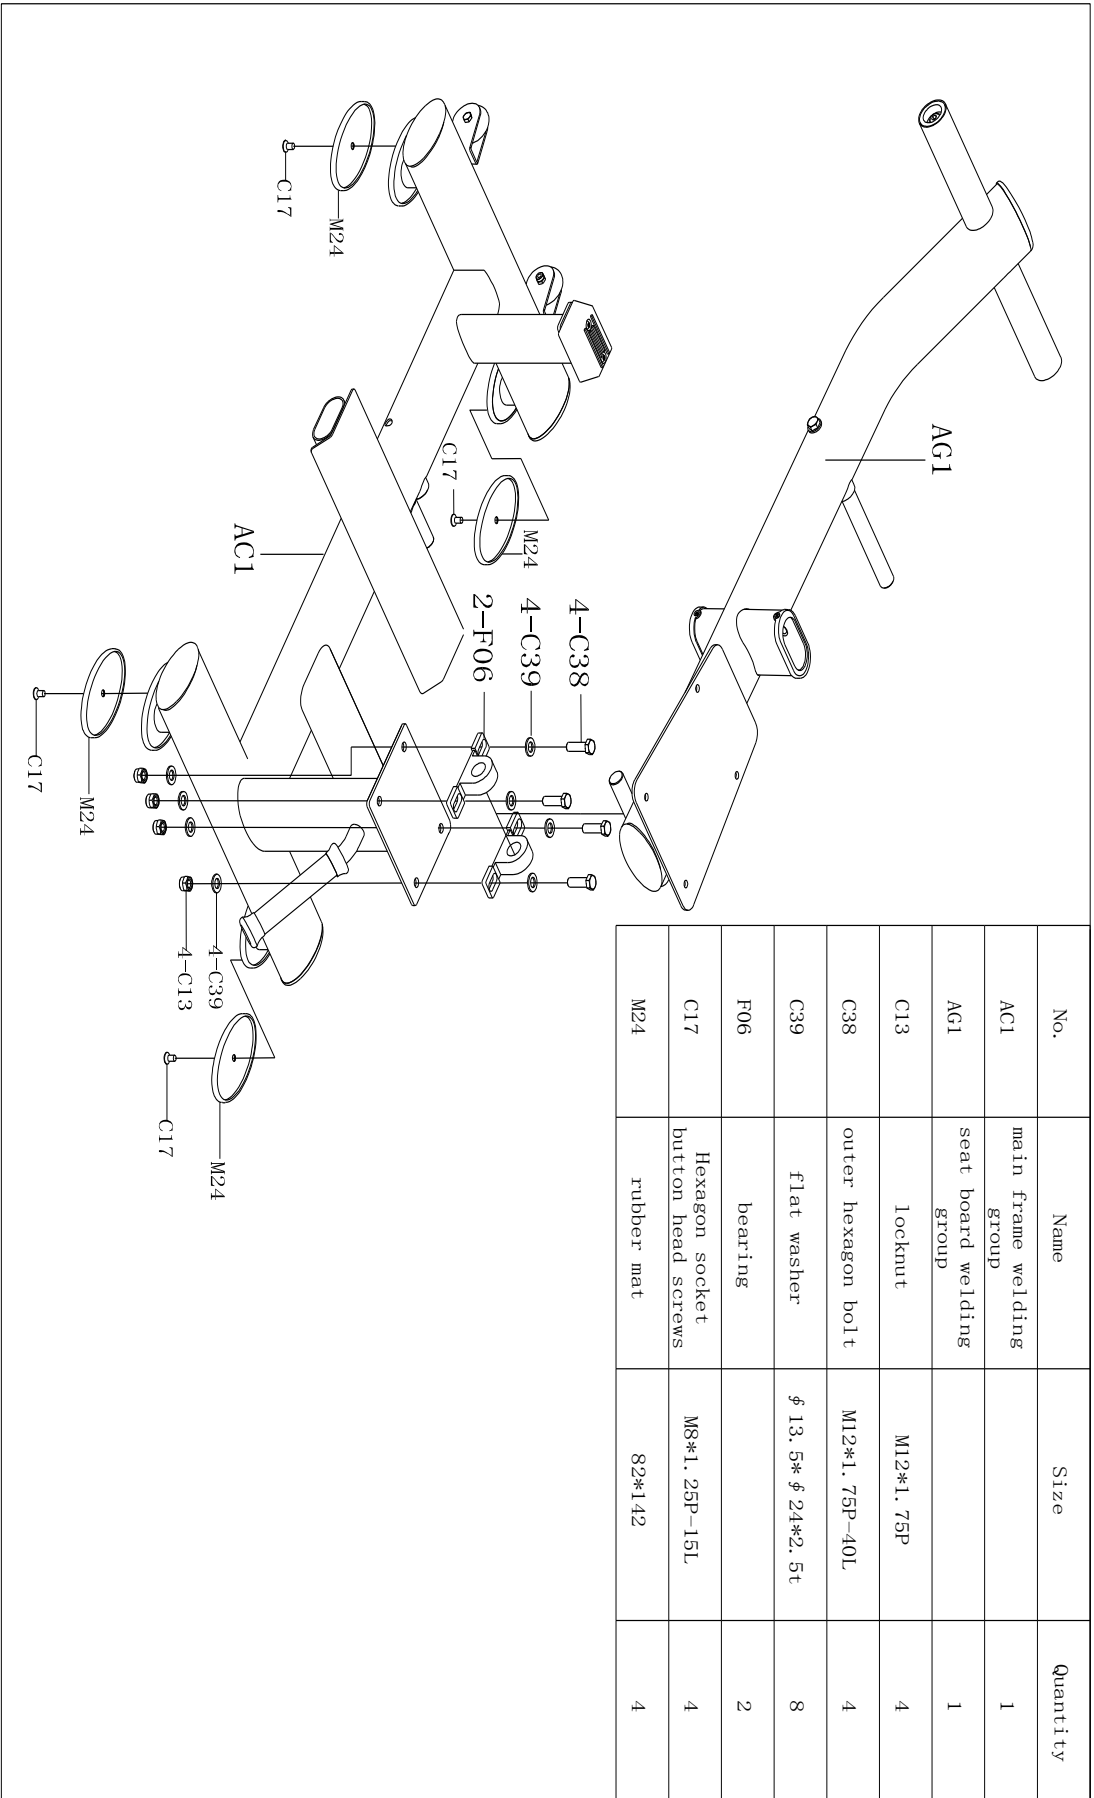 No. Name Size Quantity
AC1 main frame welding group 1
AG1 seat board welding group 1
C13 locknut M12*1.75P 4
C38 outer hexagon bolt M12*1.75P-40L 4
C39 flat washer ∮13.5*∮24*2.5t 8
F06 bearing 2
C17 Hexagon socket button head screws M8*1.25P-15L 4
M24 rubber mat 82*142 4
AG1
4-C38
4-C39
2-F06
M24
C17
M24
C17
AC1
M24
C17
4-C39
4-C13
M24
C17